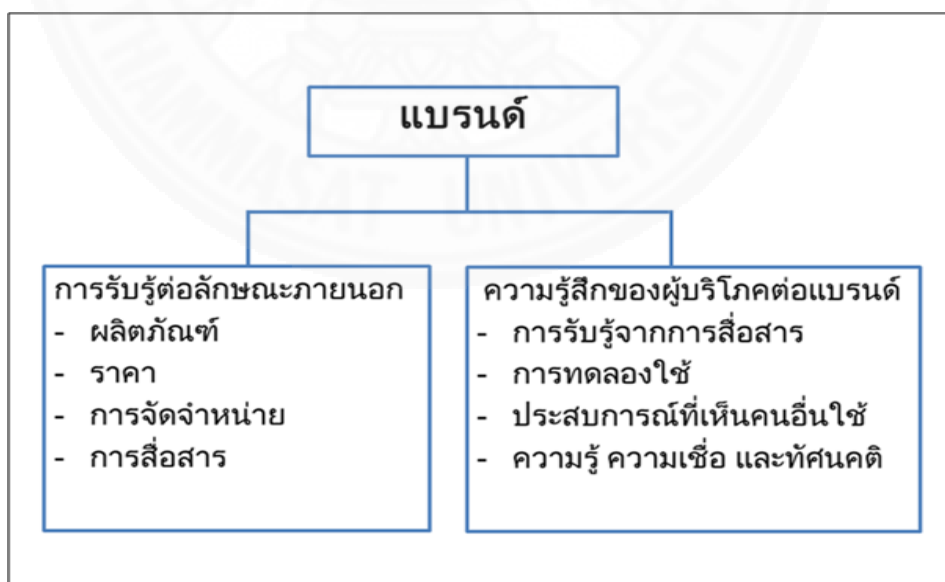 แบรนด์
การรับรู้ต่อลักษณะภายนอก
- ผลิตภัณฑ์
- ราคา
- การจัดจำหน่าย
- การสื่อสาร
ความรู้สึกของผู้บริโภคต่อแบรนด์
- การรับรู้จากการสื่อสาร
- การทดลองใช้
- ประสบการณ์ที่เห็นคนอื่นใช้
- ความรู้ ความเชื่อ และทัศนคติ
THAMMASAT UNIVERSITY